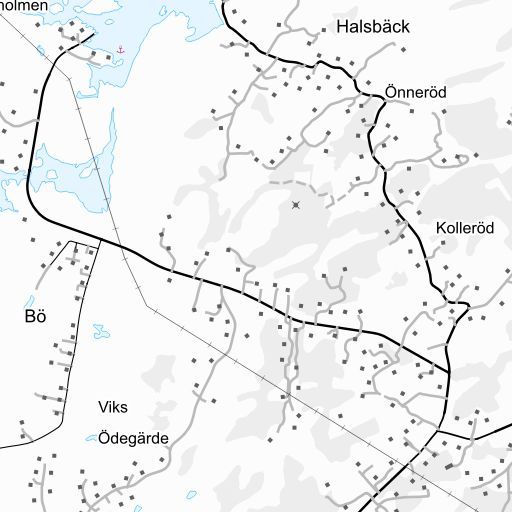 holmen
Halsbäck
Önneröd
Kolleröd
Bö
Viks
Ödegärde